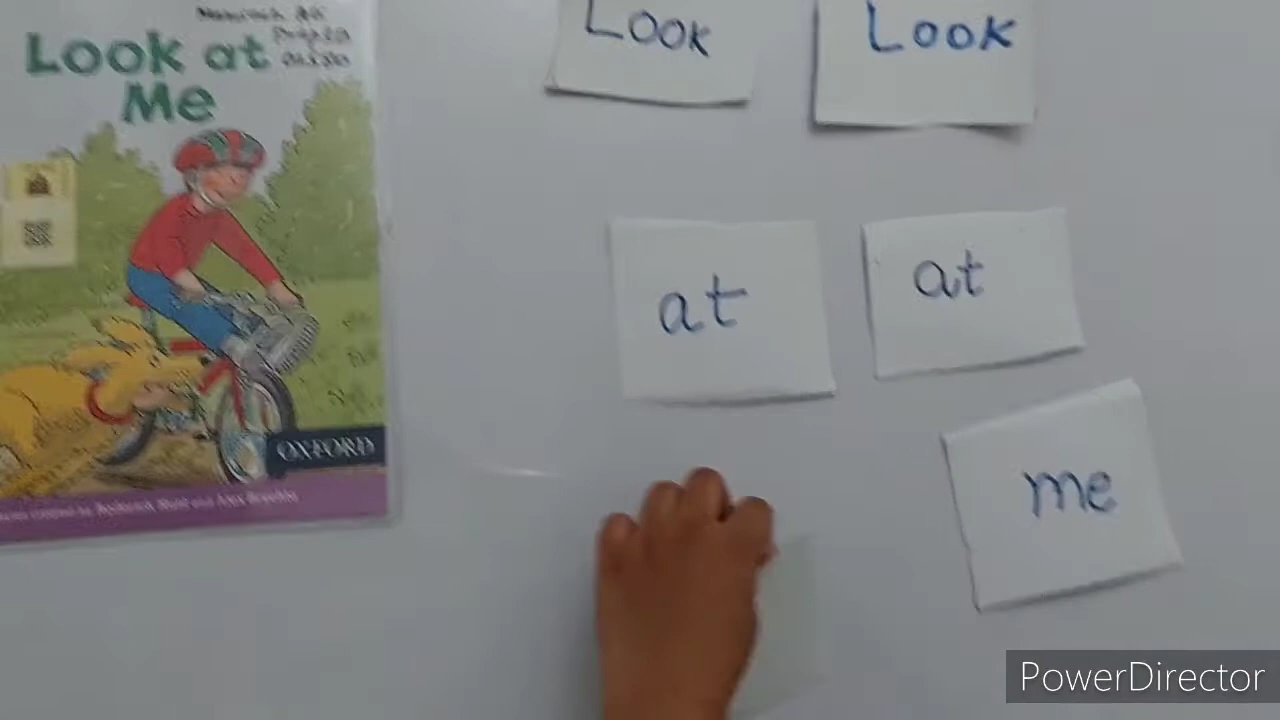 Look at
Me
OXFORD
Look
Look
at
at
me
PowerDirector